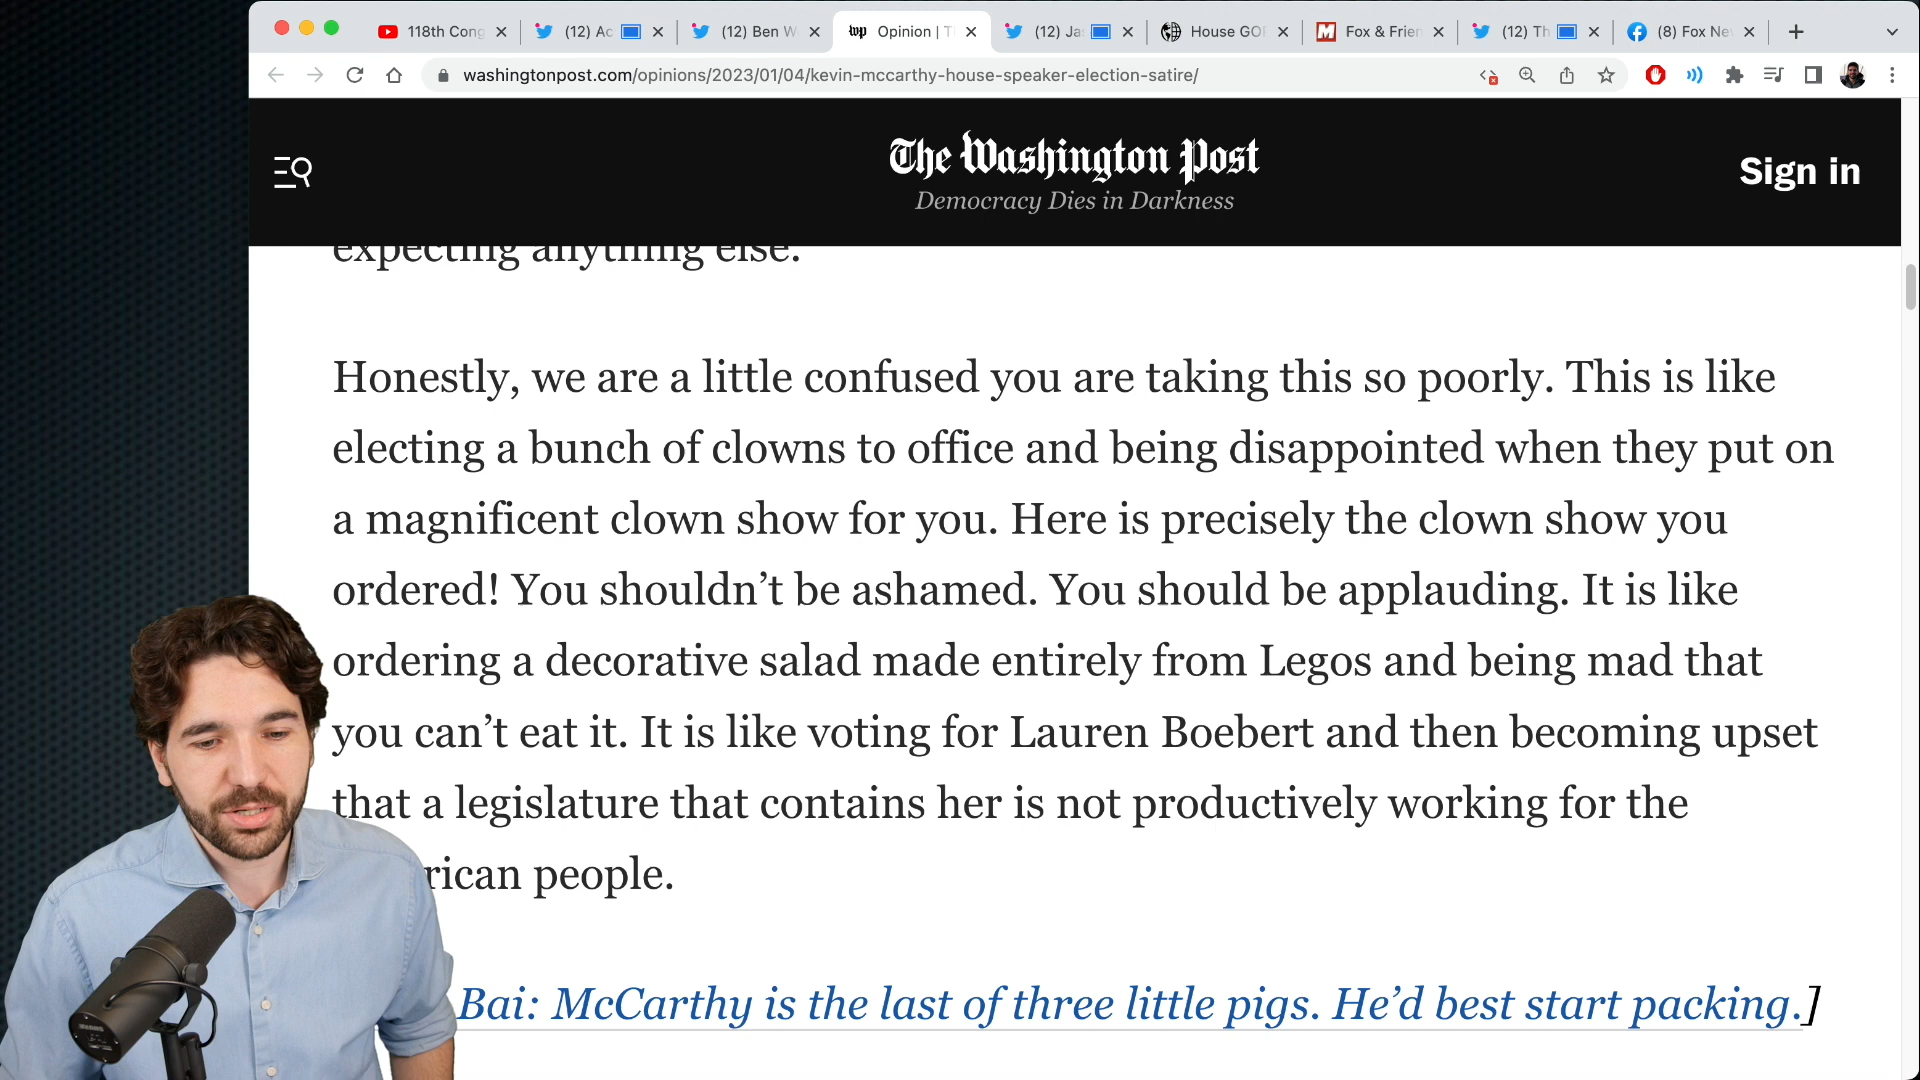 118th Cong
(12) Ac
(12) Ben W
wp Opinion | T
(12) Ja
House GO
M Fox & Frien
(12) Th
(8) Fox Ne
washingtonpost.com/opinions/2023/01/04/kevin-mccarthy-house-speaker-election-satire/
The Washington Post
Democracy Dies in Darkness
Sign in
expecting anything else.
Honestly, we are a little confused you are taking this so poorly. This is like
electing a bunch of clowns to office and being disappointed when they put on
a magnificent clown show for you. Here is precisely the clown show you
ordered! You shouldn’t be ashamed. You should be applauding. It is like
ordering a decorative salad made entirely from Legos and being mad that
you can’t eat it. It is like voting for Lauren Boebert and then becoming upset
that a legislature that contains her is not productively working for the
rican people.
Bai: McCarthy is the last of three little pigs. He’d best start packing.]